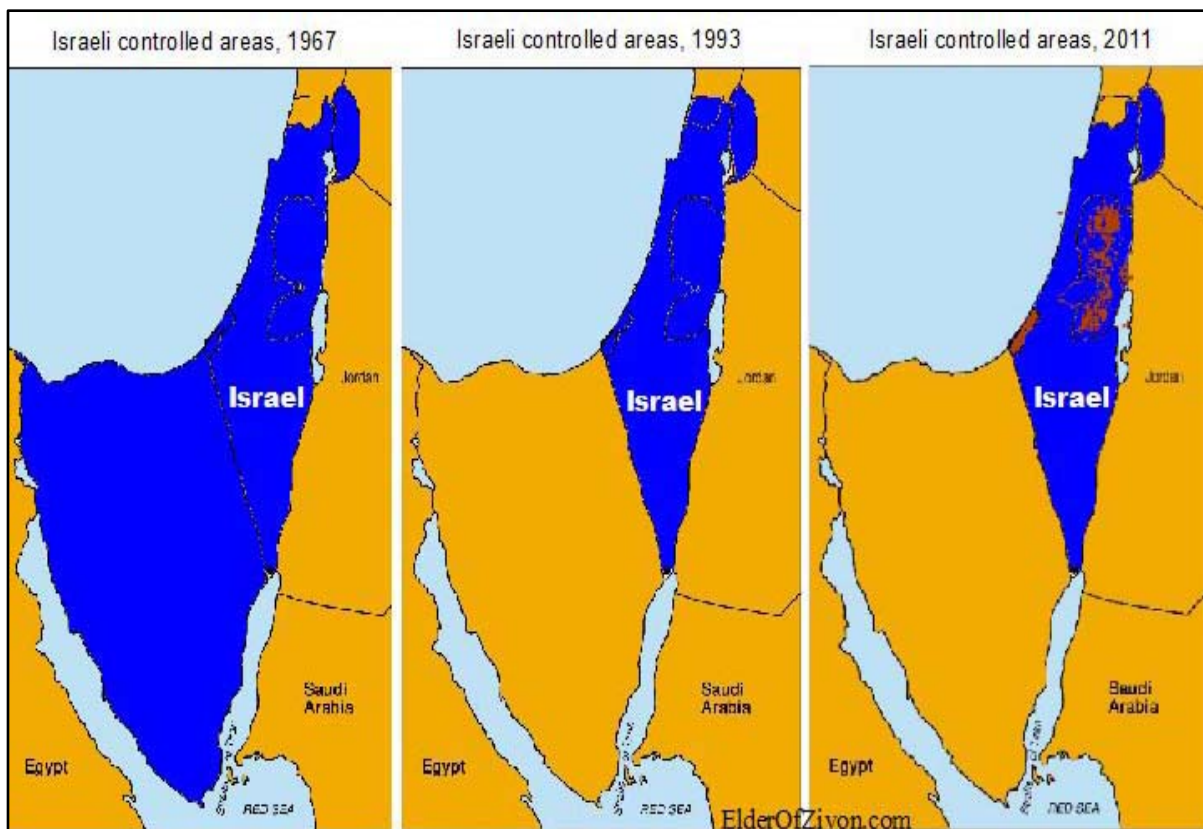 Israeli controlled areas, 1967
Israel
Jordan
Saudi
Arabia
Egypt
RED SEA
Israeli controlled areas, 1993
Israel
Jordan
Saudi
Arabia
Egypt
RED SEA
Israeli controlled areas, 2011
Israel
Jordan
Saudi
Arabia
Egypt
RED SEA
ElderOfZiyon.com